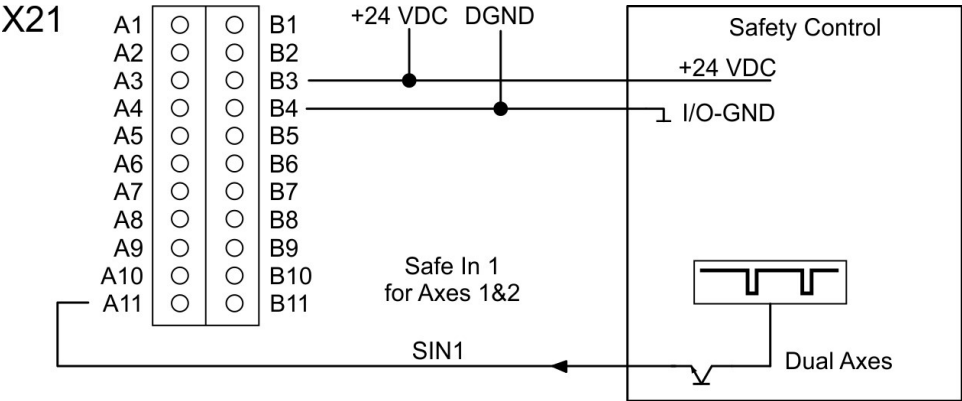 X21
+24 VDC DGND
Safety Control
A1 B1
A2 B2
A3 B3
+24 VDC
A4 B4
I/O-GND
A5 B5
A6 B6
A7 B7
A8 B8
A9 B9
A10 B10
A11 B11
Safe In 1
for Axes 1&2
SIN1
Dual Axes